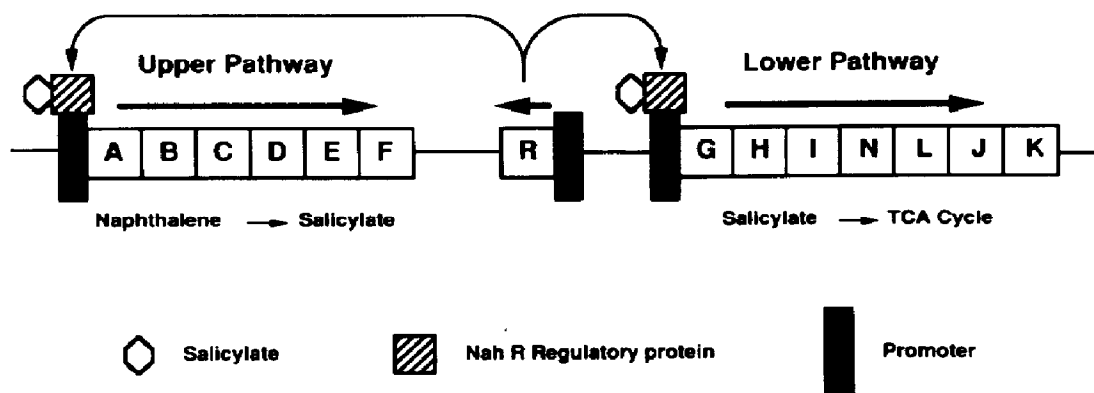 Upper Pathway
Lower Pathway
A B C D E F
R
G H I N L J K
Naphthalene → Salicylate
Salicylate → TCA Cycle
Salicylate
Nah R Regulatory protein
Promoter